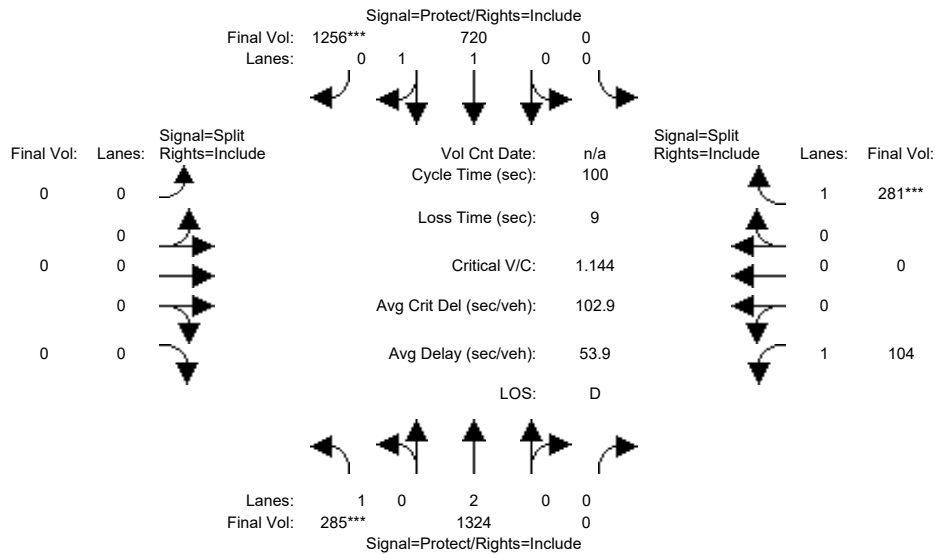 Signal=Protect/Rights=Include
Final Vol: 1256*** 720 0
Lanes: 0 1 1 0 0
Signal=Split
Final Vol: Lanes: Rights=Include
Vol Cnt Date: n/a
Signal=Split
Rights=Include Lanes: Final Vol:
Cycle Time (sec): 100
0 0
1 281***
Loss Time (sec): 9
0
0
0 0
Critical V/C: 1.144
0 0
0
Avg Crit Del (sec/veh): 102.9
0
0 0
Avg Delay (sec/veh): 53.9
1 104
LOS: D
Lanes: 1 0 2 0 0
Final Vol: 285*** 1324 0
Signal=Protect/Rights=Include